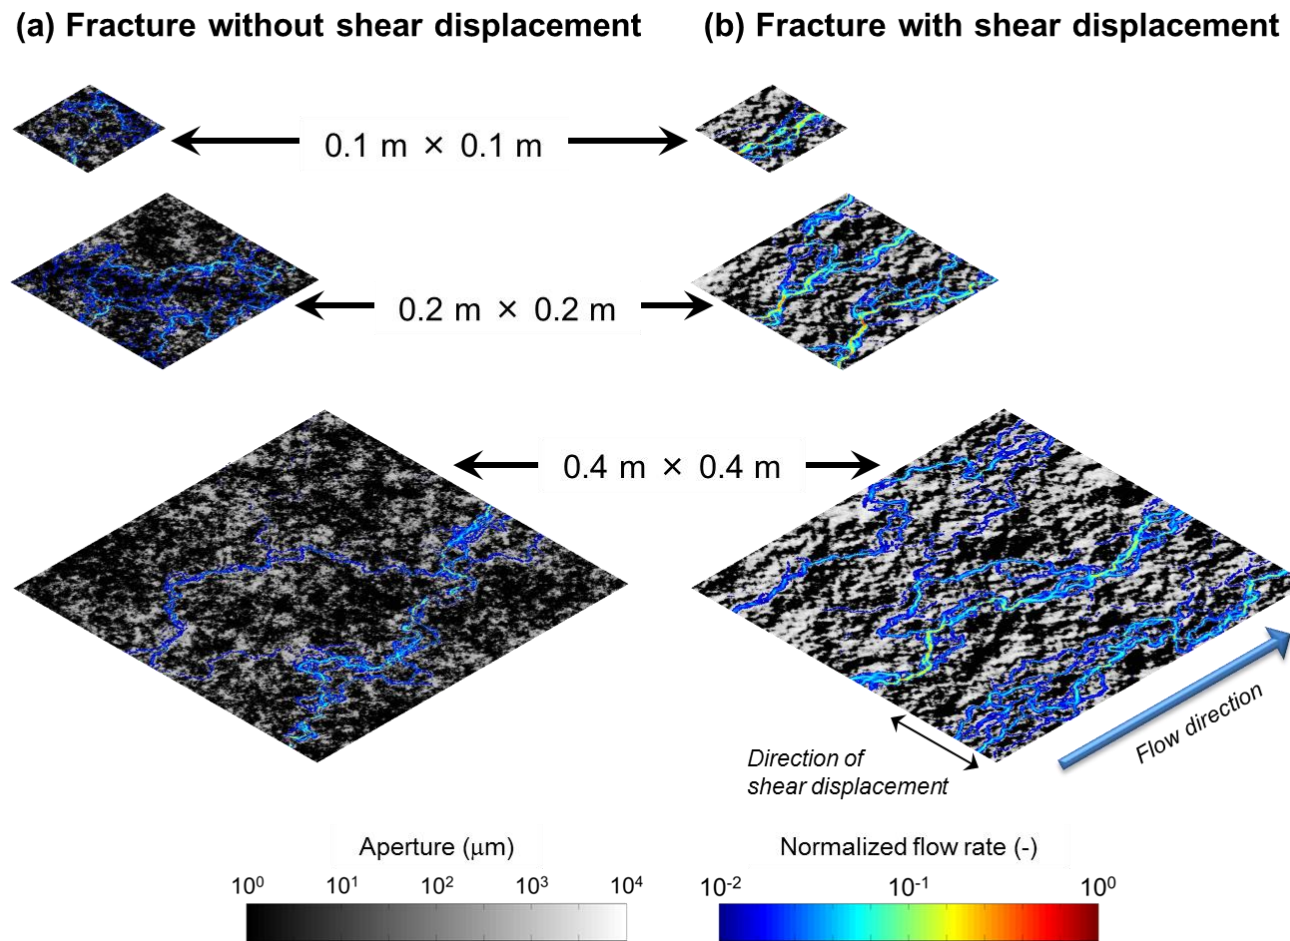 (a) Fracture without shear displacement
(b) Fracture with shear displacement
0.1 m × 0.1 m
0.2 m × 0.2 m
0.4 m × 0.4 m
Direction of
shear displacement
Flow direction
Aperture (μm)
10⁰ 10¹ 10² 10³ 10⁴
Normalized flow rate (-)
10⁻² 10⁻¹ 10⁰